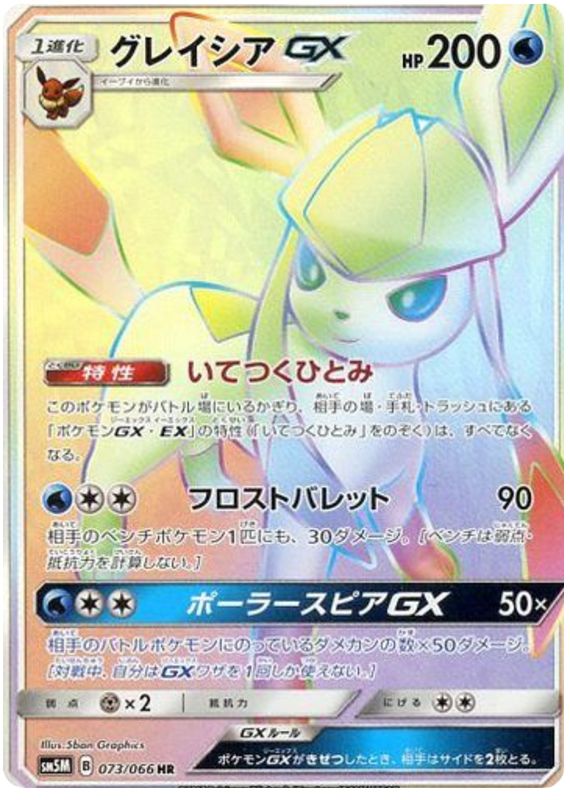 1進化 グレイシアGX HP200
イーブイから進化
特性 いてつくひとみ
このポケモンがバトル場にいるかぎり、相手の場・手札・トラッシュにある
「ポケモンGX・EX」の特性（「いてつくひとみ」をのぞく）は、すべてなく
なる。
フロストバレット 90
相手のベンチポケモン1匹にも、30ダメージ。[ベンチは弱点・
抵抗力を計算しない。]
ポーラースピアGX 50×
相手のバトルポケモンにのっているダメカンの数×50ダメージ。
[対戦中、自分はGXワザを1回しか使えない。]
弱点 ×2 抵抗力 にげる
GXルール
Illus. 5ban Graphics
ポケモンGXがきぜつしたとき、相手はサイドを2枚とる。
SM5M B 073/066 HR